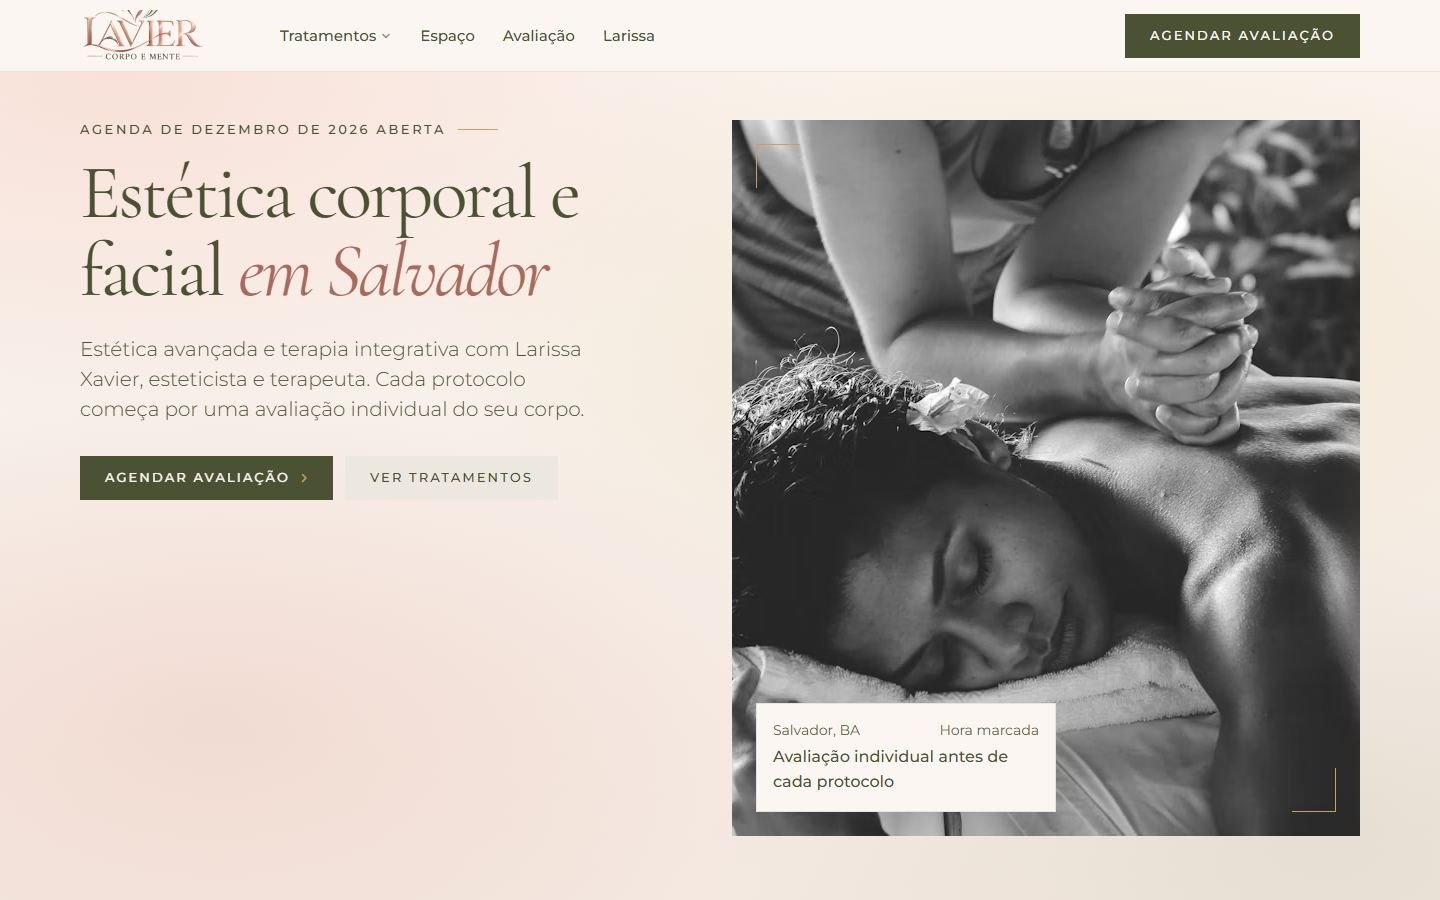 LAVIER
CORPO E MENTE
Tratamentos
Espaço
Avaliação
Larissa
AGENDAR AVALIAÇÃO
AGENDA DE DEZEMBRO DE 2026 ABERTA
Estética corporal e
facial em Salvador
Estética avançada e terapia integrativa com Larissa
Xavier, esteticista e terapeuta. Cada protocolo
começa por uma avaliação individual do seu corpo.
AGENDAR AVALIAÇÃO
VER TRATAMENTOS
Salvador, BA
Hora marcada
Avaliação individual antes de
cada protocolo